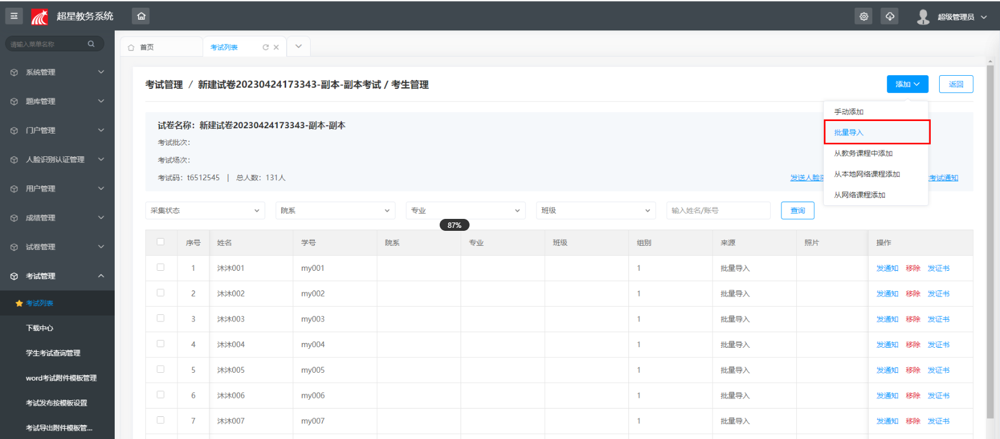 超星教务系统
超级管理员
请输入菜单名称
首页
考试列表
系统管理
题库管理
门户管理
人脸识别认证管理
用户管理
成绩管理
试卷管理
考试管理
考试列表
下载中心
学生考试查询管理
word考试附件模板管理
考试发布按模板设置
考试导出附件模板管...
考试管理 / 新建试卷20230424173343-副本-副本考试 / 考生管理
添加
返回
手动添加
批量导入
从教务课程中添加
从本地网络课程添加
从网络课程添加
试卷名称：新建试卷20230424173343-副本-副本
考试批次：
考试场次：
考试码：t6512545 | 总人数：131人
发送人脸采
考试通知
采集状态 院系 专业 班级 输入姓名/账号 查询
87%
序号 姓名 学号 院系 专业 班级 组别 来源 照片 操作
1 沐沐001 my001 1 批量导入 发通知 移除 发证书
2 沐沐002 my002 1 批量导入 发通知 移除 发证书
3 沐沐003 my003 1 批量导入 发通知 移除 发证书
4 沐沐004 my004 1 批量导入 发通知 移除 发证书
5 沐沐005 my005 1 批量导入 发通知 移除 发证书
6 沐沐006 my006 1 批量导入 发通知 移除 发证书
7 沐沐007 my007 1 批量导入 发通知 移除 发证书